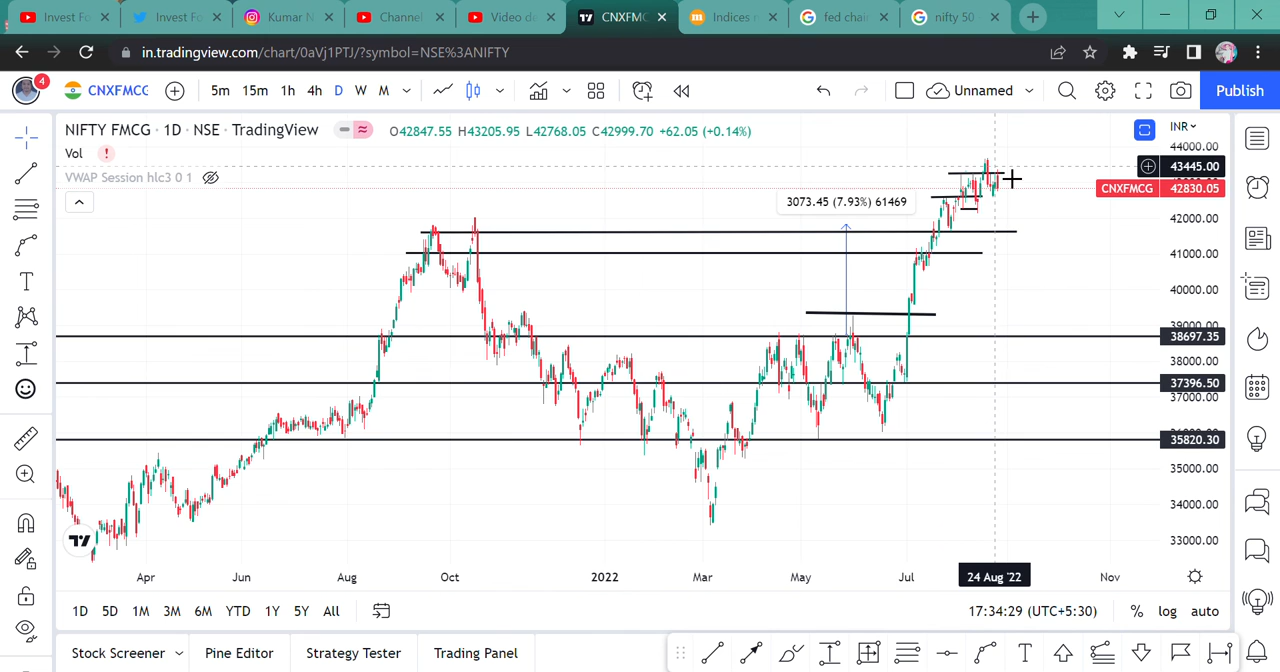 Invest Fo
Invest Fo
Kumar N
Channel
Video de
CNXFMC
Indices
fed chair
nifty 50
in.tradingview.com/chart/0aVj1PTJ/?symbol=NSE%3ANIFTY
4
CNXFMCG
5m 15m 1h 4h D W M
Unnamed
Publish
NIFTY FMCG · 1D · NSE · TradingView
O42847.55 H43205.95 L42768.05 C42999.70 +62.05 (+0.14%)
INR
Vol
VWAP Session hlc3 0 1
44000.00
43445.00
CNXFMCG 42830.05
3073.45 (7.93%) 61469
42000.00
41000.00
40000.00
39000.00
38697.35
38000.00
37396.50
37000.00
35820.30
35000.00
34000.00
33000.00
Apr Jun Aug Oct 2022 Mar May Jul 24 Aug '22 Nov
1D 5D 1M 3M 6M YTD 1Y 5Y All
17:34:29 (UTC+5:30) % log auto
Stock Screener Pine Editor Strategy Tester Trading Panel